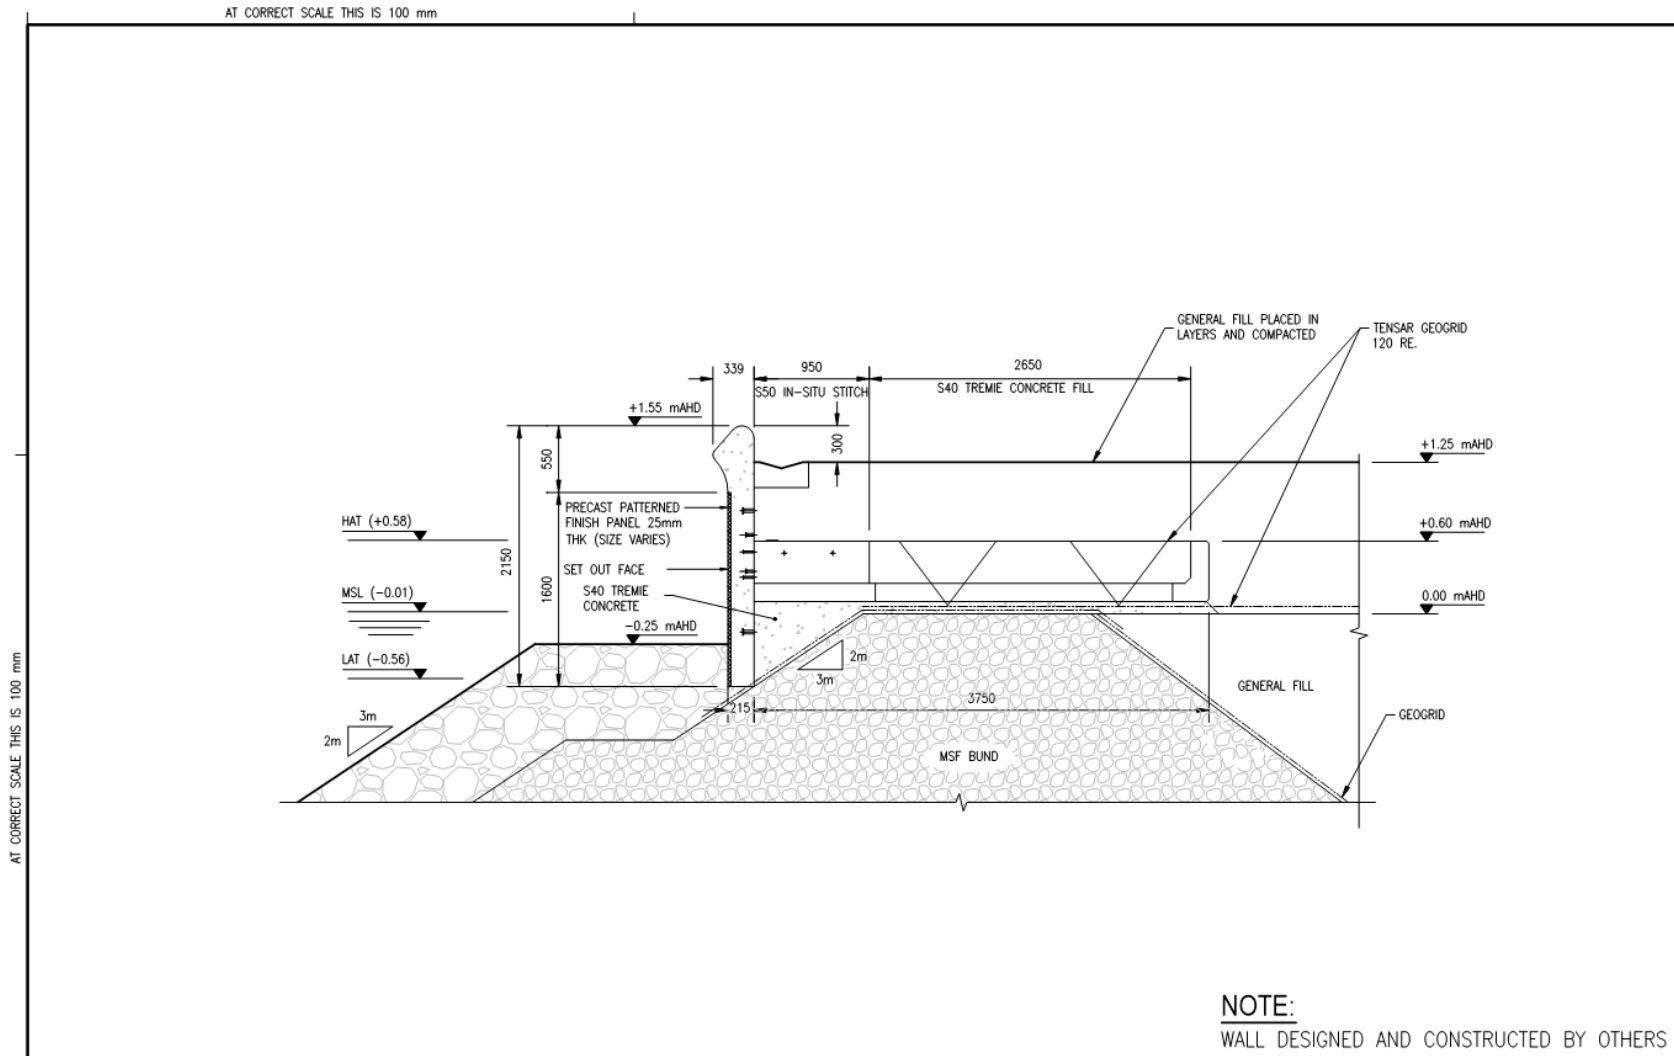 AT CORRECT SCALE THIS IS 100 mm
GENERAL FILL PLACED IN
LAYERS AND COMPACTED
TENSAR GEOGRID
120 RE.
339
950
2650
S50 IN-SITU STITCH
S40 TREMIE CONCRETE FILL
+1.55 mAHD
300
+1.25 mAHD
550
PRECAST PATTERNED
FINISH PANEL 25mm
THK (SIZE VARIES)
HAT (+0.58)
+0.60 mAHD
2150
SET OUT FACE
1600
S40 TREMIE
CONCRETE
MSL (-0.01)
0.00 mAHD
-0.25 mAHD
LAT (-0.56)
2m
3m
GENERAL FILL
215
3750
GEOGRID
3m
2m
MSF BUND
AT CORRECT SCALE THIS IS 100 mm
NOTE:
WALL DESIGNED AND CONSTRUCTED BY OTHERS